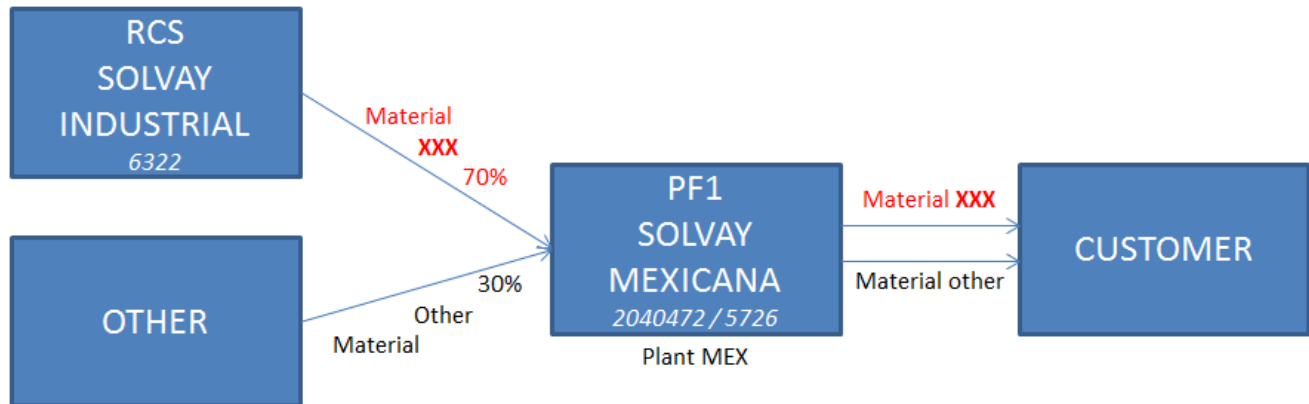 RCS
SOLVAY
INDUSTRIAL
6322
Material
XXX
70%
OTHER
30%
Other
Material
PF1
SOLVAY
MEXICANA
2040472 / 5726
Plant MEX
Material XXX
Material other
CUSTOMER